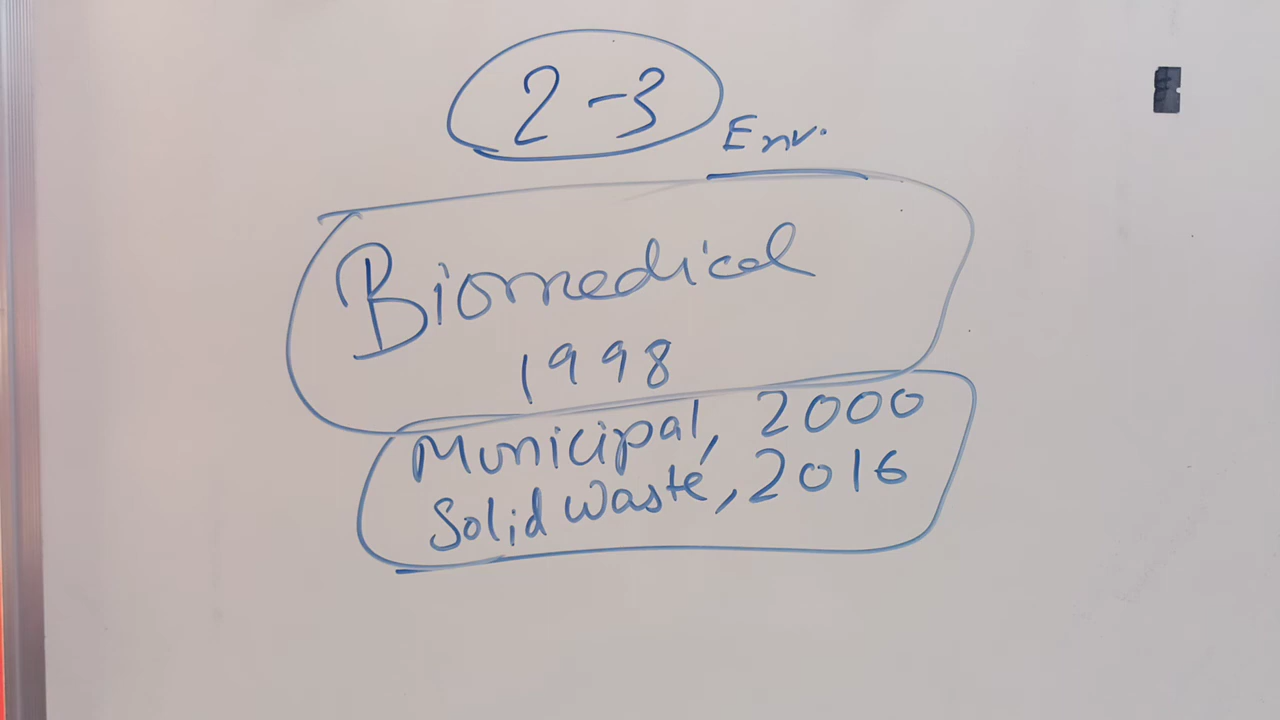 2-3
Env.
Biomedical
1998
Municipal, 2000
Solid Waste, 2016